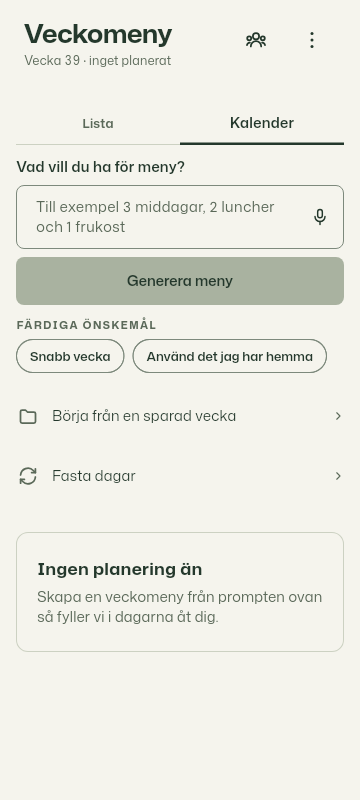 Veckomeny
Vecka 39 · inget planerat
Lista
Kalender
Vad vill du ha för meny?
Till exempel 3 middagar, 2 luncher
och 1 frukost
Generera meny
FÄRDIGA ÖNSKEMÅL
Snabb vecka
Använd det jag har hemma
Börja från en sparad vecka
Fasta dagar
Ingen planering än
Skapa en veckomeny från prompten ovan
så fyller vi i dagarna åt dig.